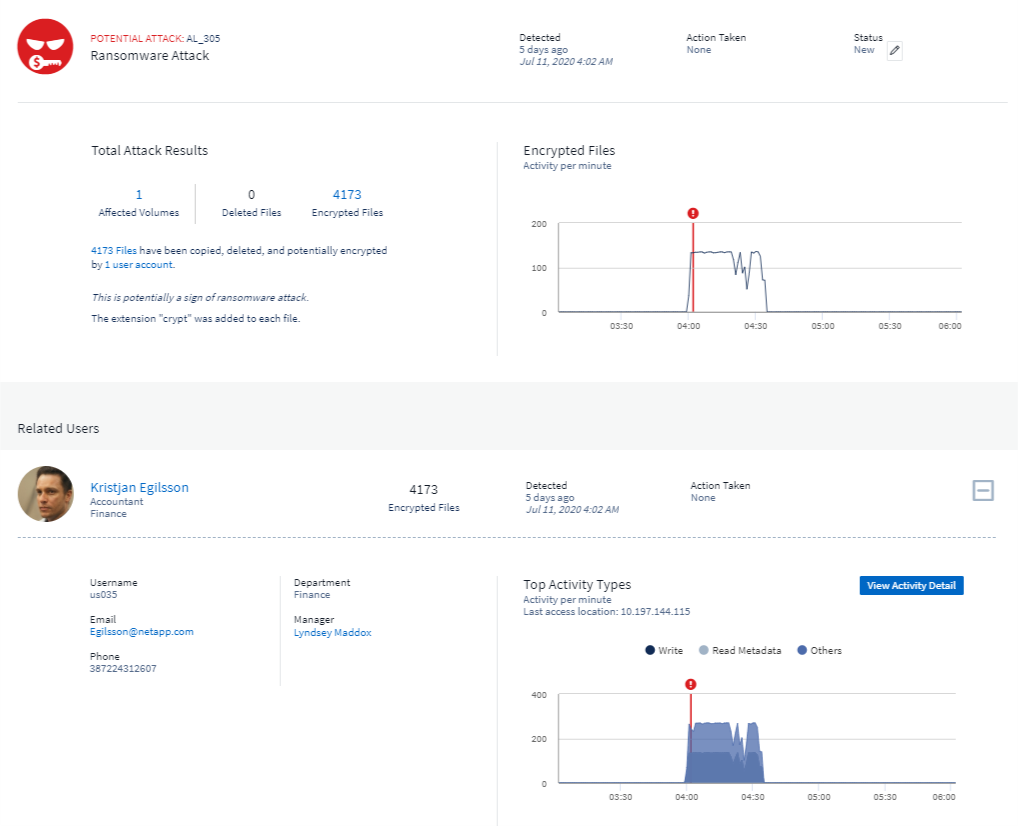 POTENTIAL ATTACK: AL_305
Ransomware Attack
Detected
5 days ago
Jul 11, 2020 4:02 AM
Action Taken
None
Status
New
$
Total Attack Results
1
Affected Volumes
0
Deleted Files
4173
Encrypted Files
4173 Files have been copied, deleted, and potentially encrypted
by 1 user account.
This is potentially a sign of ransomware attack.
The extension "crypt" was added to each file.
Encrypted Files
Activity per minute
200
100
0
03:30 04:00 04:30 05:00 05:30 06:00
Related Users
Kristjan Egilsson
Accountant
Finance
4173
Encrypted Files
Detected
5 days ago
Jul 11, 2020 4:02 AM
Action Taken
None
Username
us035
Email
Egilsson@netapp.com
Phone
387224312607
Department
Finance
Manager
Lyndsey Maddox
Top Activity Types
Activity per minute
Last access location: 10.197.144.115
View Activity Detail
Write Read Metadata Others
400
200
0
03:30 04:00 04:30 05:00 05:30 06:00